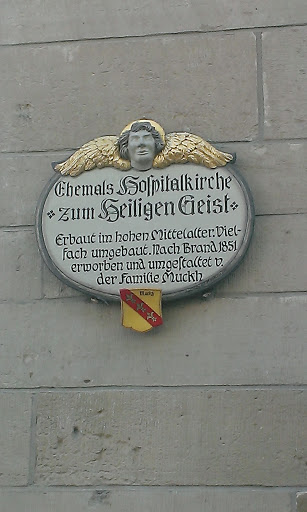 Ehemals Hospitalkirche
zum Heiligen Geist
Erbaut im hohen Mittelalter. Viel-
fach umgebaut. Nach Brand 1851
erworben und umgestaltet v.
der Familie Muckh